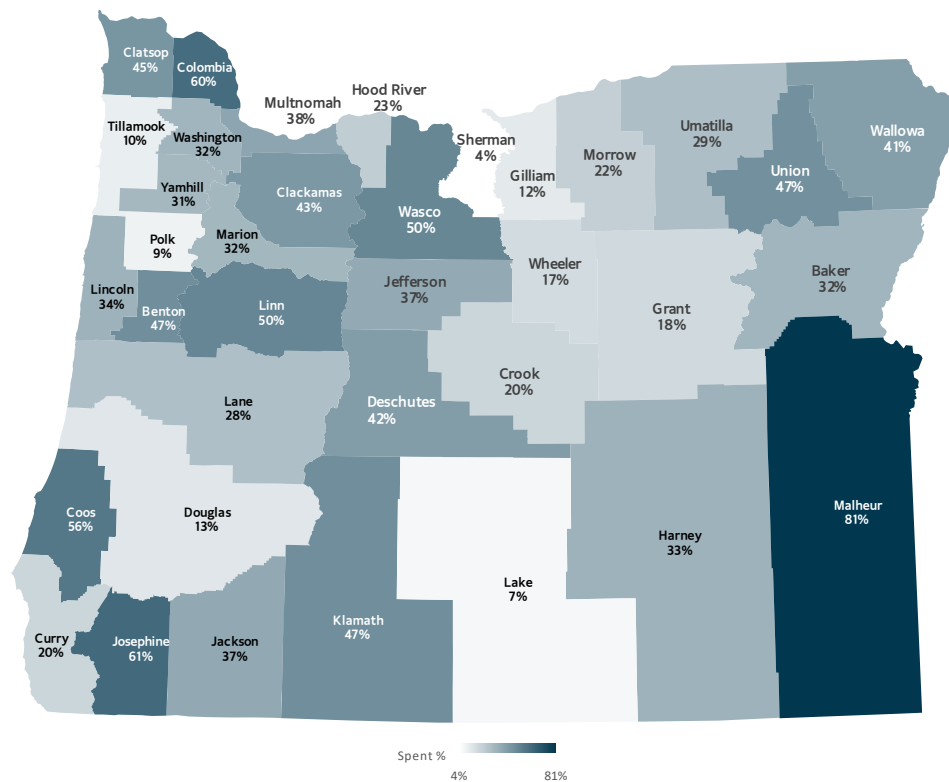 Clatsop
45%
Colombia
60%
Multnomah
38%
Hood River
23%
Tillamook
10%
Washington
32%
Sherman
4%
Gilliam
12%
Morrow
22%
Umatilla
29%
Union
47%
Wallowa
41%
Yamhill
31%
Clackamas
43%
Wasco
50%
Polk
9%
Marion
32%
Wheeler
17%
Jefferson
37%
Grant
18%
Baker
32%
Lincoln
34%
Benton
47%
Linn
50%
Crook
20%
Lane
28%
Deschutes
42%
Coos
56%
Douglas
13%
Malheur
81%
Harney
33%
Lake
7%
Curry
20%
Josephine
61%
Jackson
37%
Klamath
47%
Spent %
4%
81%